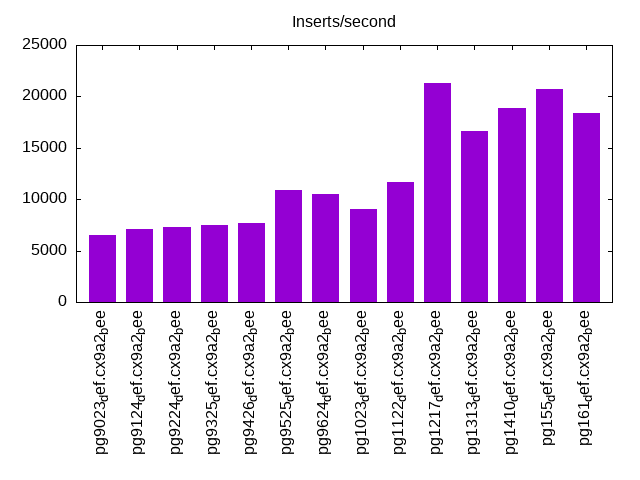 Inserts/second
25000
20000
15000
10000
5000
0
pg9023def.cx9a2bee
pg9124def.cx9a2bee
pg9224def.cx9a2bee
pg9325def.cx9a2bee
pg9426def.cx9a2bee
pg9525def.cx9a2bee
pg9624def.cx9a2bee
pg1023def.cx9a2bee
pg1122def.cx9a2bee
pg1217def.cx9a2bee
pg1313def.cx9a2bee
pg1410def.cx9a2bee
pg155def.cx9a2bee
pg161def.cx9a2bee